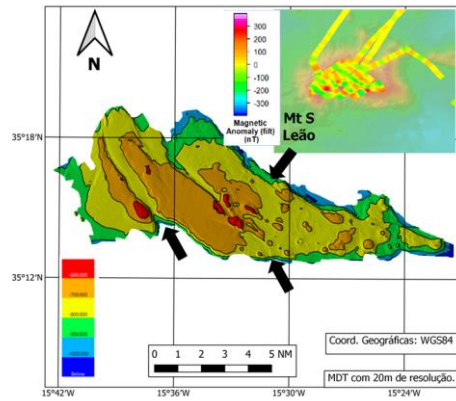 N
300
200
100
0
-100
-200
-300
Magnetic
Anomaly (filt)
(nT)
Mt S
Leão
35°18'
35°12'
0 1 2 3 4 5 NM
Coord. Geográficas: WGS84
MDT com 20m de resolução.
15°42' 15°36' 15°30' 15°24'